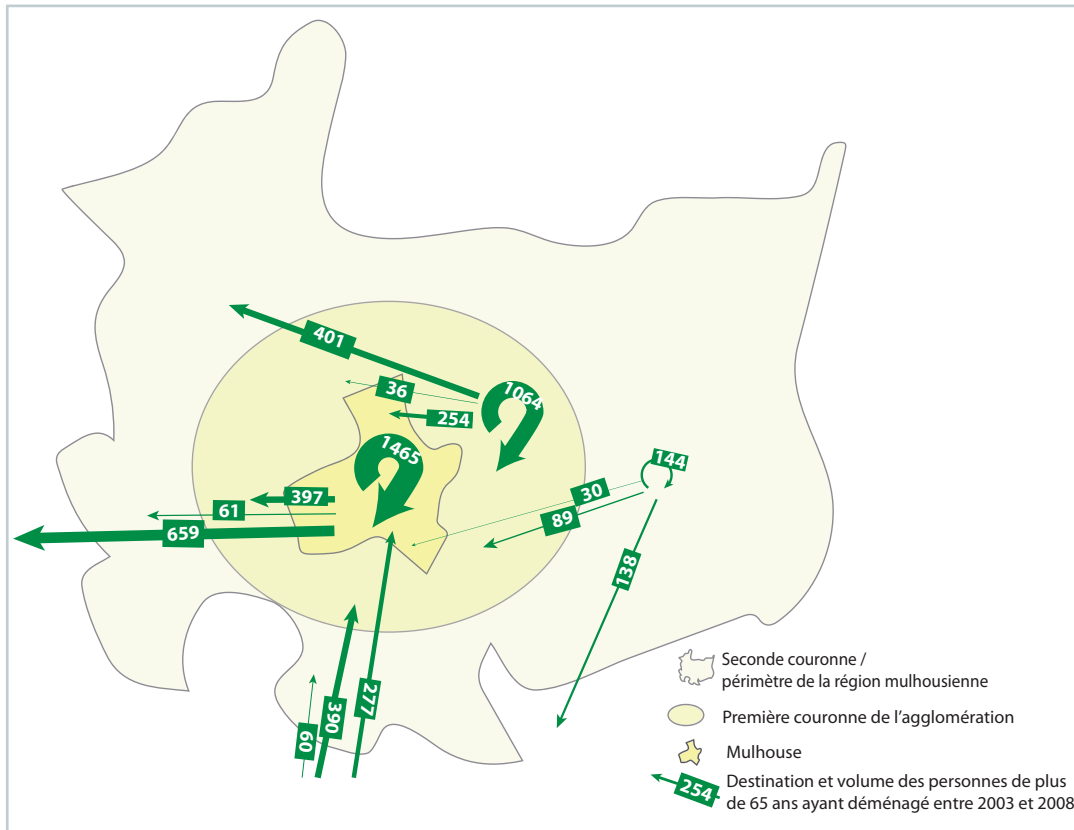 401
36
1064
254
1465
144
397
30
61
89
659
138
277
390
60
Seconde couronne /
périmètre de la région mulhousienne
Première couronne de l'agglomération
Mulhouse
254
Destination et volume des personnes de plus
de 65 ans ayant déménagé entre 2003 et 2008